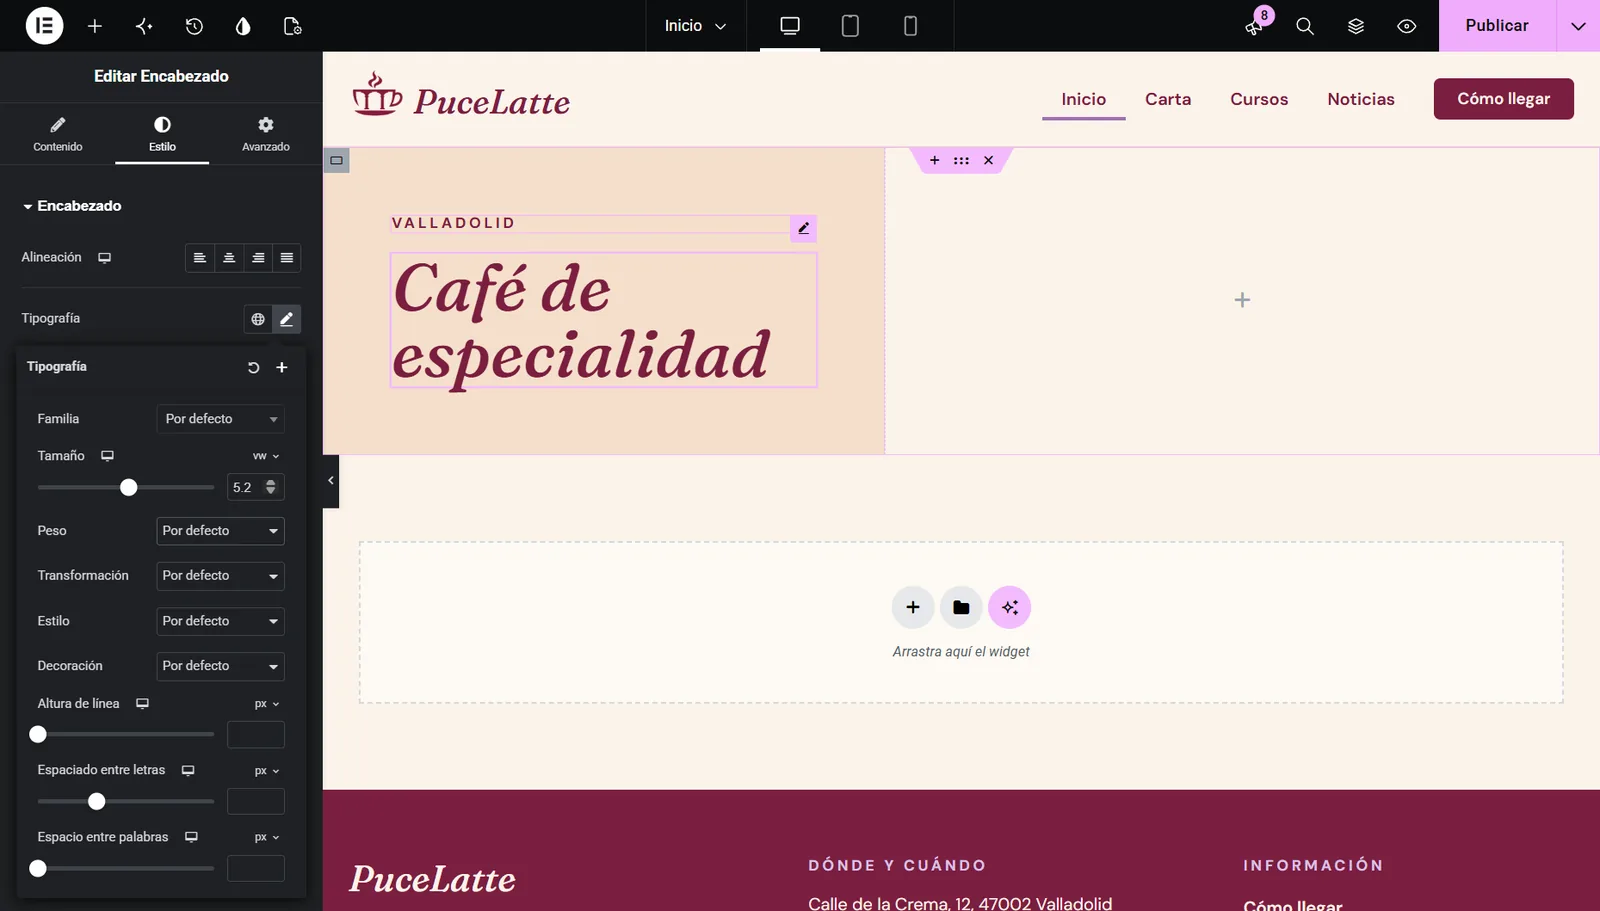 Inicio
8
Publicar
Editar Encabezado
Contenido
Estilo
Avanzado
Encabezado
Alineación
Tipografía
Tipografía
Familia
Por defecto
Tamaño
vw
5.2
Peso
Por defecto
Transformación
Por defecto
Estilo
Por defecto
Decoración
Por defecto
Altura de línea
px
Espaciado entre letras
px
Espacio entre palabras
px
PuceLatte
Inicio
Carta
Cursos
Noticias
Cómo llegar
VALLADOLID
Café de
especialidad
Arrastra aquí el widget
PuceLatte
DÓNDE Y CUÁNDO
Calle de la Crema, 12, 47002 Valladolid
INFORMACIÓN
Cómo llegar